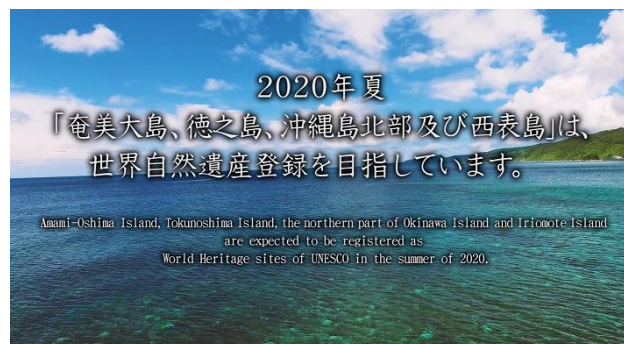 2020年夏
「奄美大島、徳之島、沖縄島北部及び西表島」は、
世界自然遺産登録を目指しています。
Amami-Oshima Island, Tokunoshima Island, the northern part of Okinawa Island and Iriomote Island
are expected to be registered as
World Heritage sites of UNESCO in the summer of 2020.